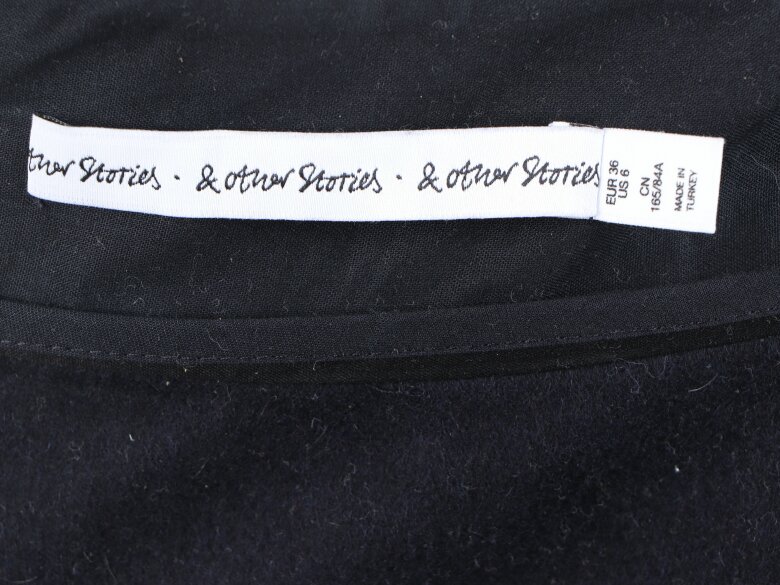 other Stories · & other Stories · & other Stories
EUR 36
US 6
CN
165/84A
MADE IN
TURKEY